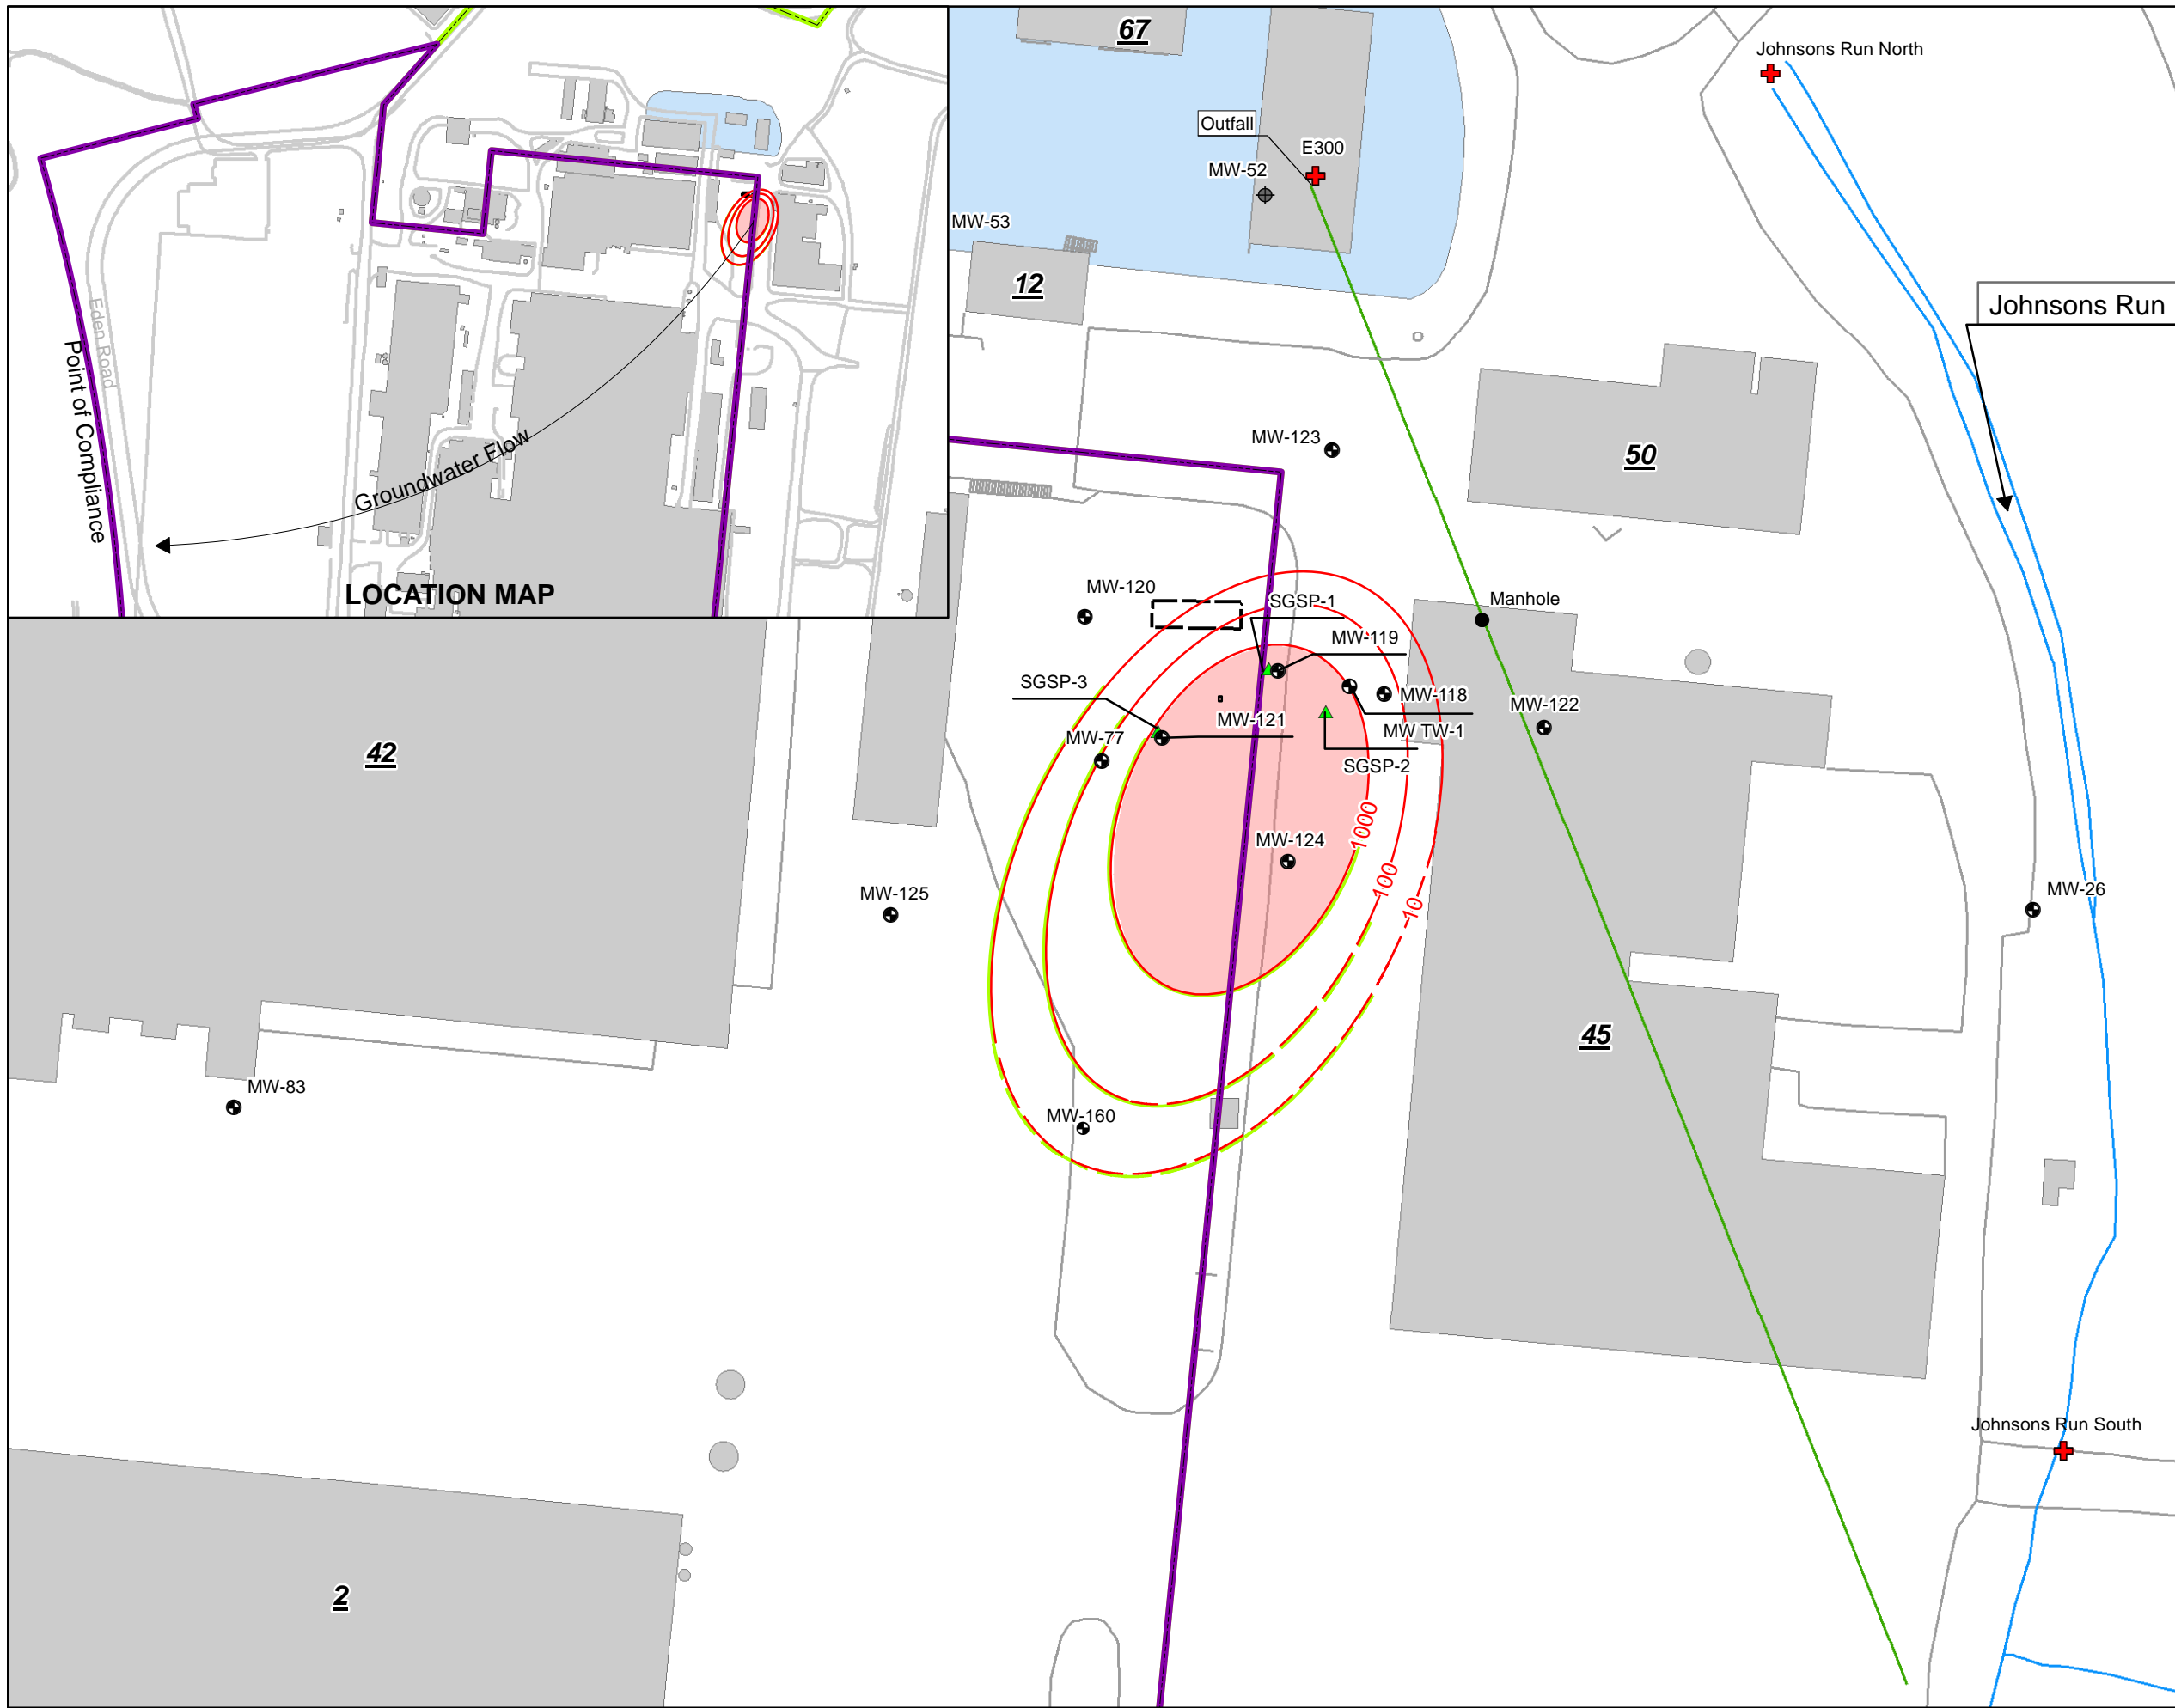 Eden Road
Point of Compliance
Groundwater Flow
LOCATION MAP
67
Johnsons Run North
Outfall
E300
MW-52
MW-53
12
Johnsons Run
MW-123
50
MW-120
SGSP-1
Manhole
MW-119
SGSP-3
MW-118
MW-121
MW-122
MW TW-1
MW-77
42
SGSP-2
1000
MW-124
100
10
MW-125
MW-26
45
MW-83
MW-160
Johnsons Run South
2